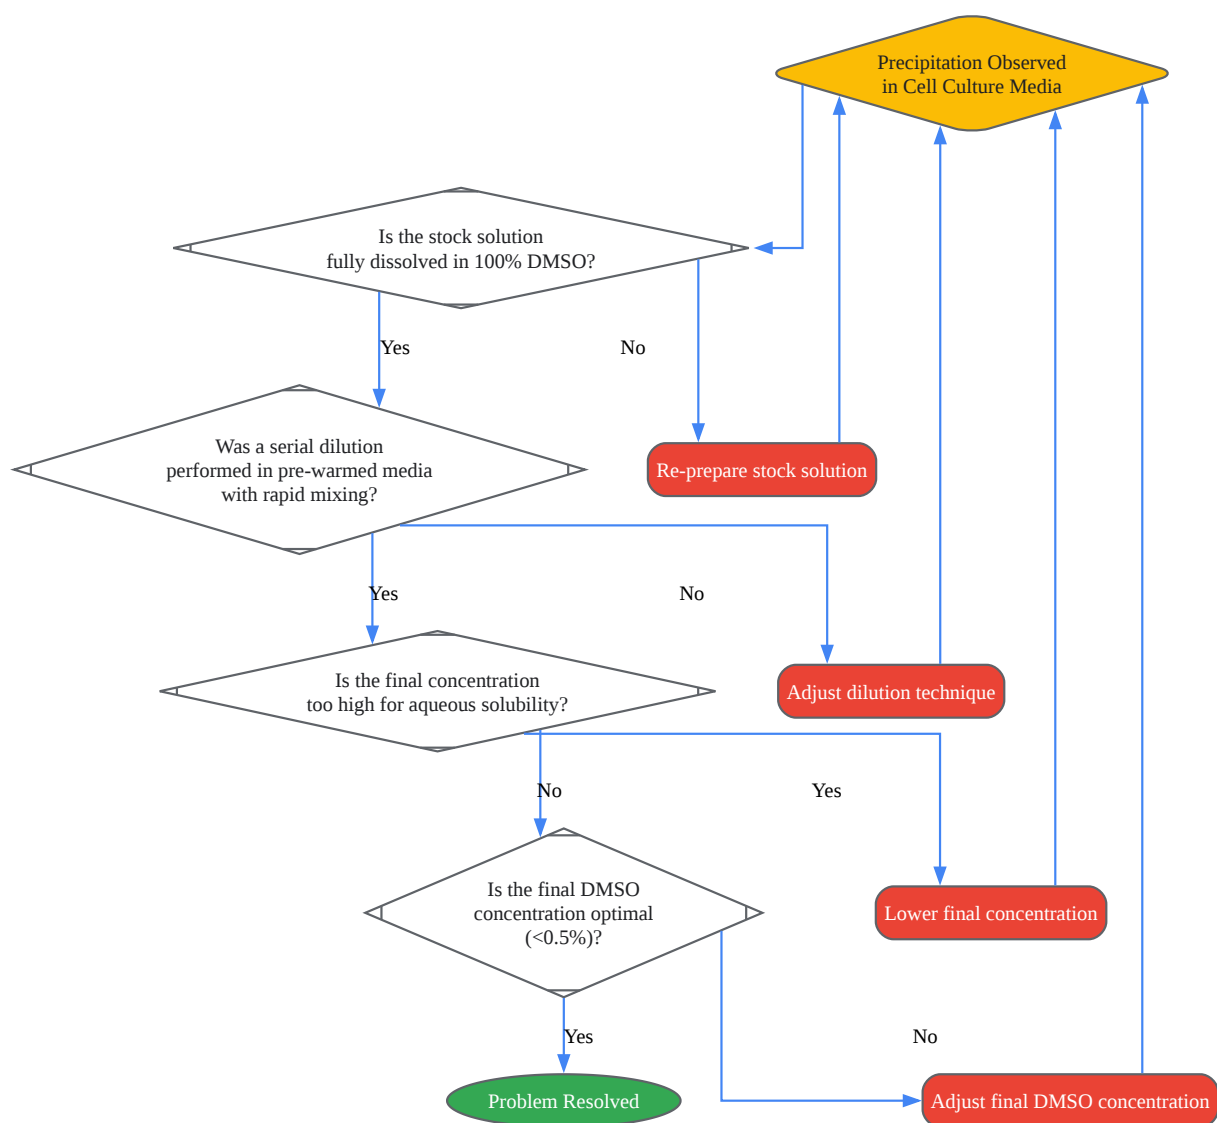 Precipitation Observed
in Cell Culture Media
Is the stock solution
fully dissolved in 100% DMSO?
Yes
No
Was a serial dilution
performed in pre-warmed media
with rapid mixing?
Re-prepare stock solution
Yes
No
Is the final concentration
too high for aqueous solubility?
Adjust dilution technique
No
Yes
Is the final DMSO
concentration optimal
(<0.5%)?
Lower final concentration
Yes
No
Problem Resolved
Adjust final DMSO concentration